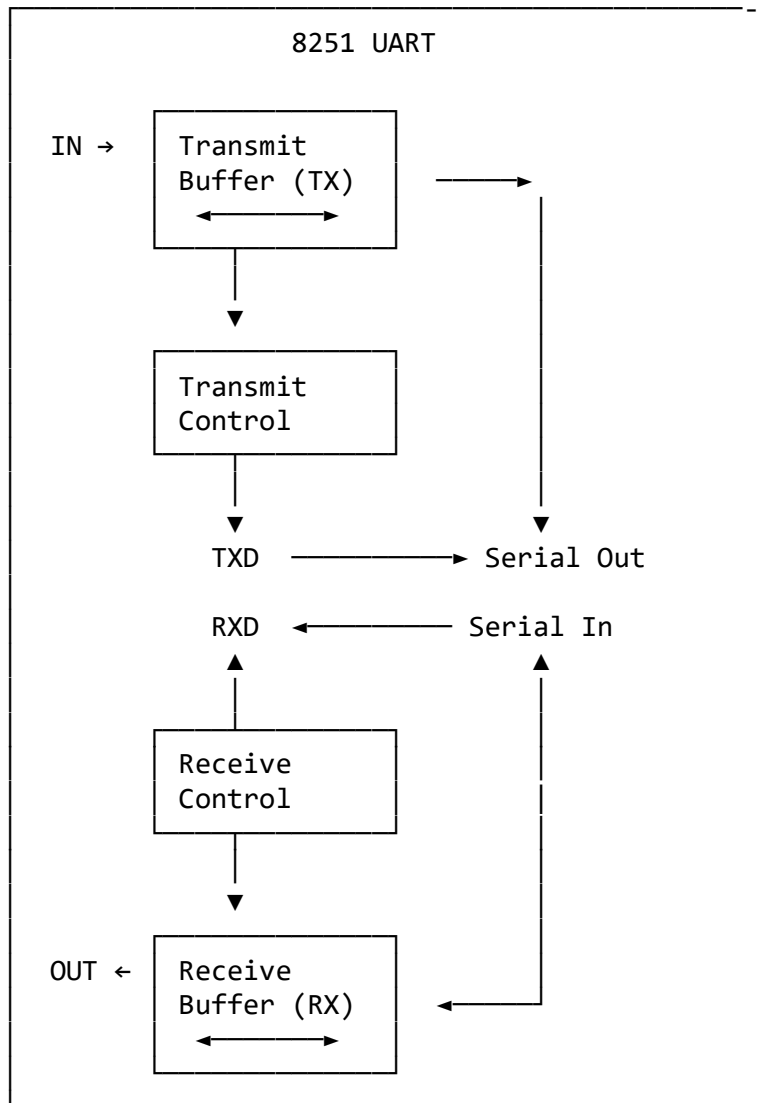 8251 UART
IN →
Transmit
Buffer (TX)
Transmit
Control
TXD
Serial Out
RXD
Serial In
Receive
Control
OUT ←
Receive
Buffer (RX)